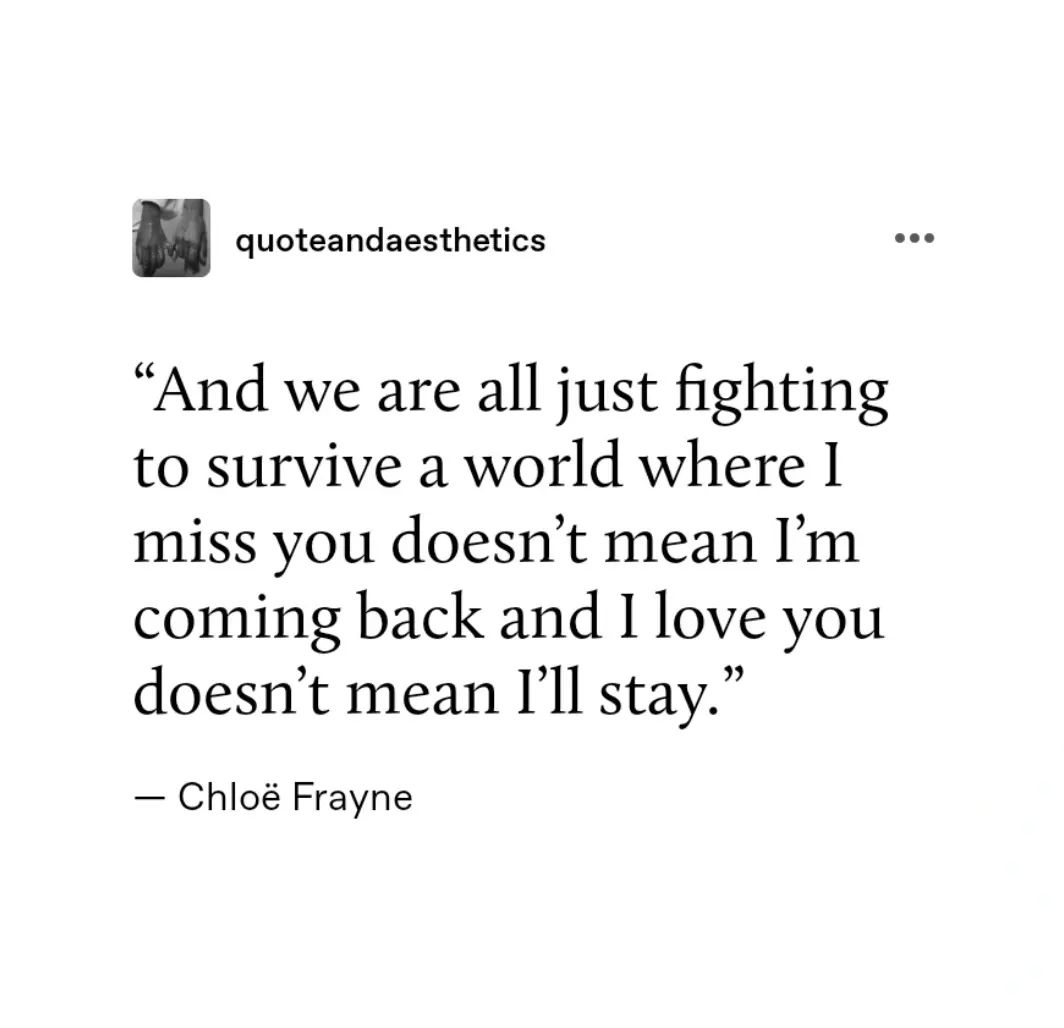 quoteandaesthetics
“And we are all just fighting
to survive a world where I
miss you doesn’t mean I’m
coming back and I love you
doesn’t mean I’ll stay.”
— Chloë Frayne